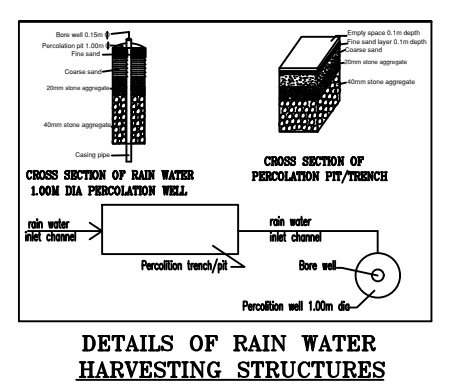 Bore well 0.15m ϕ
Percolation pit 1.00m ϕ
Fine sand
Coarse sand
20mm stone aggregate
40mm stone aggregate
Casing pipe
CROSS SECTION OF RAIN WATER
1.00M DIA PERCOLATION WELL
Empty space 0.1m depth
Fine sand layer 0.1m depth
Coarse sand
20mm stone aggregate
40mm stone aggregate
CROSS SECTION OF
PERCOLATION PIT/TRENCH
rain water
inlet channel
Percolition trench/pit
rain water
inlet channel
Bore well
Percolition well 1.00m dia
DETAILS OF RAIN WATER
HARVESTING STRUCTURES